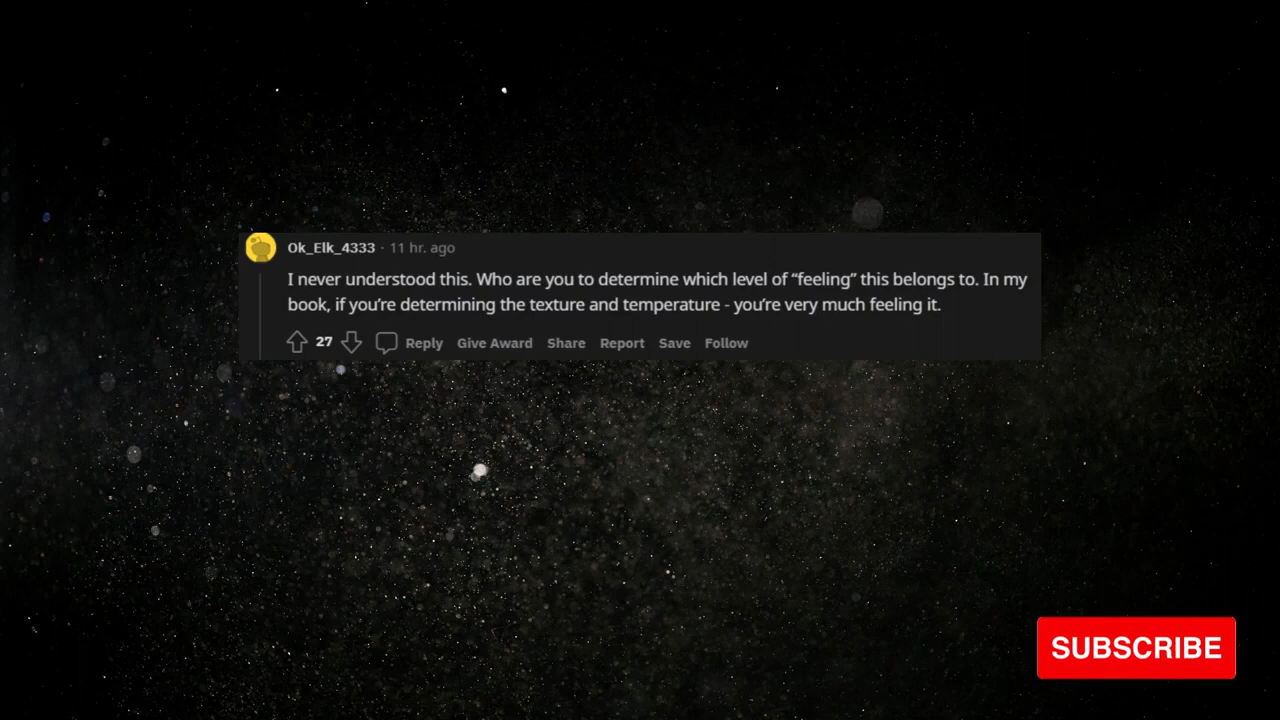 Ok_Elk_4333 · 11 hr. ago
I never understood this. Who are you to determine which level of “feeling” this belongs to. In my
book, if you’re determining the texture and temperature - you’re very much feeling it.
27 Reply Give Award Share Report Save Follow
SUBSCRIBE